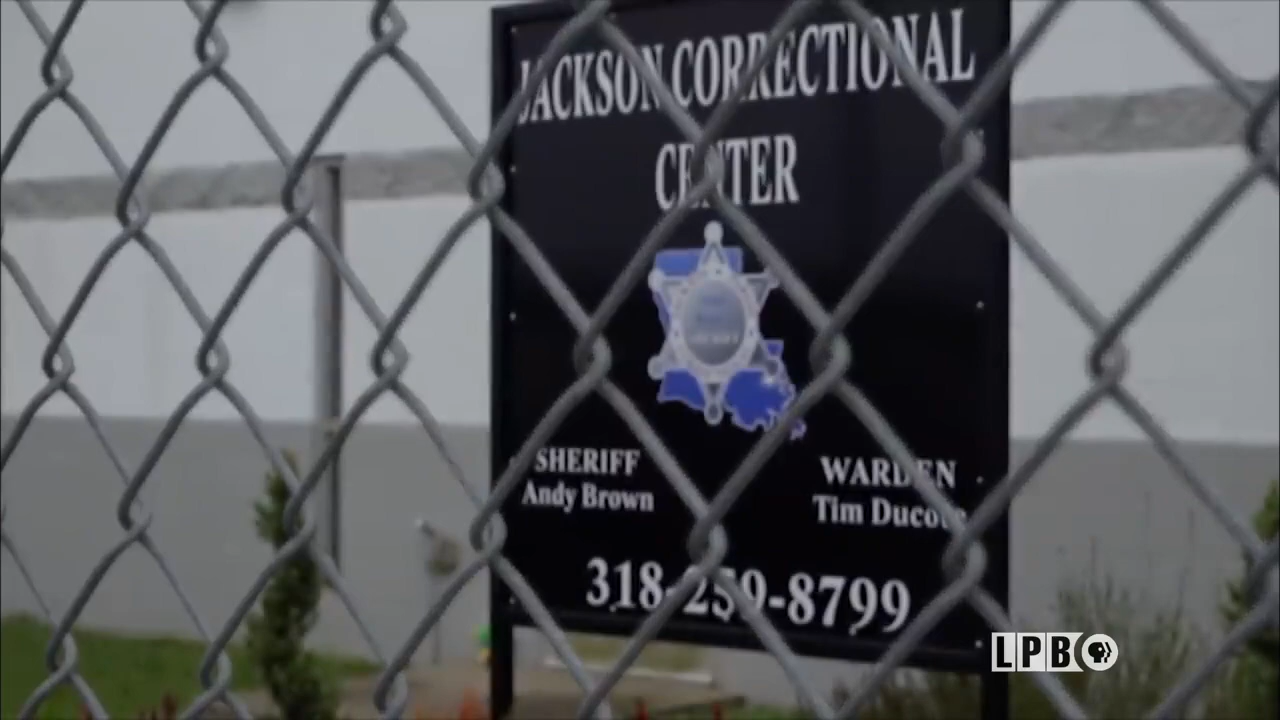 JACKSON CORRECTIONAL
CENTER
SHERIFF
Andy Brown
WARDEN
Tim Ducote
318-259-8799
LPB